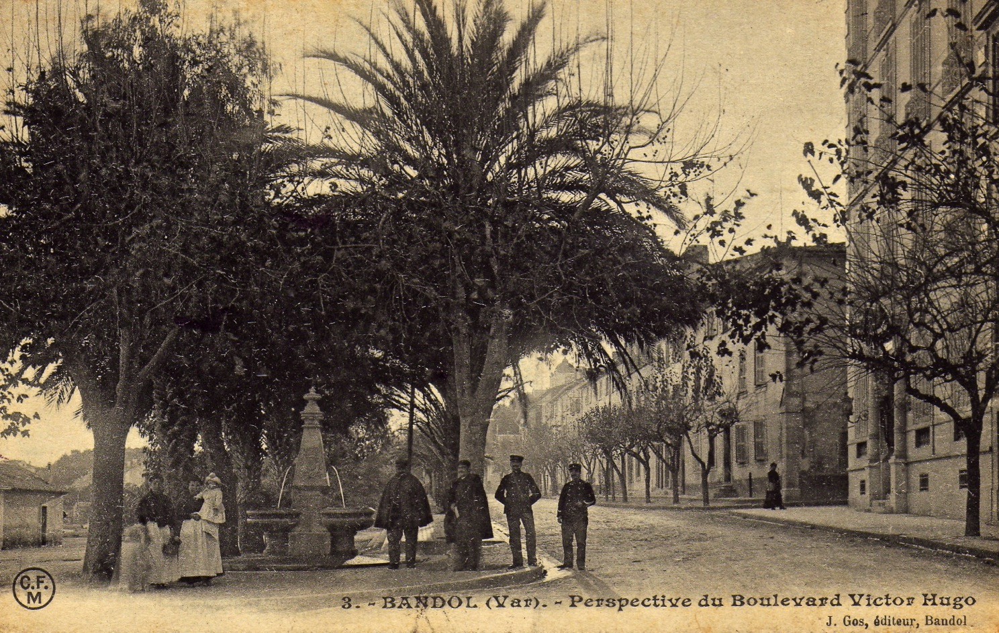 C.F.
M
3. - BANDOL (Var). - Perspective du Boulevard Victor Hugo
J. Gos, éditeur, Bandol